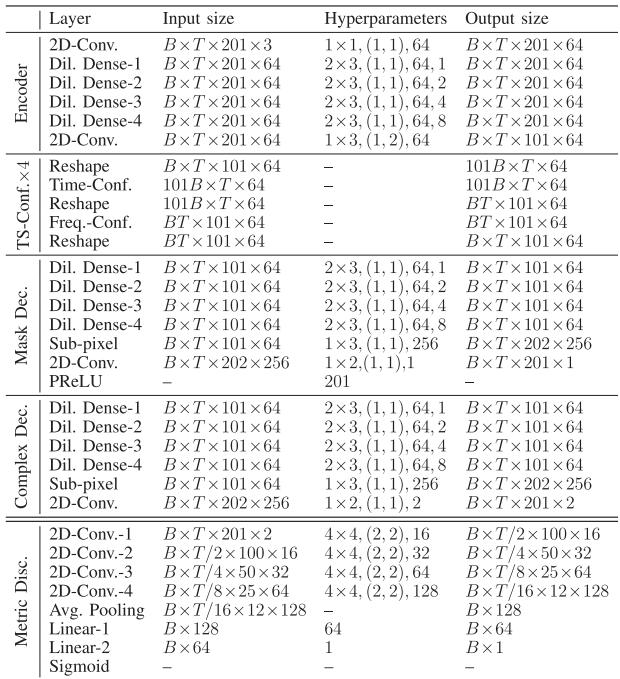 Layer Input size Hyperparameters Output size
Encoder
2D-Conv. B×T×201×3 1×1,(1,1),64 B×T×201×64
Dil. Dense-1 B×T×201×64 2×3,(1,1),64,1 B×T×201×64
Dil. Dense-2 B×T×201×64 2×3,(1,1),64,2 B×T×201×64
Dil. Dense-3 B×T×201×64 2×3,(1,1),64,4 B×T×201×64
Dil. Dense-4 B×T×201×64 2×3,(1,1),64,8 B×T×201×64
2D-Conv. B×T×201×64 1×3,(1,2),64 B×T×101×64
TS-Conf.×4
Reshape B×T×101×64 – 101B×T×64
Time-Conf. 101B×T×64 – 101B×T×64
Reshape 101B×T×64 – BT×101×64
Freq.-Conf. BT×101×64 – BT×101×64
Reshape BT×101×64 – B×T×101×64
Mask Dec.
Dil. Dense-1 B×T×101×64 2×3,(1,1),64,1 B×T×101×64
Dil. Dense-2 B×T×101×64 2×3,(1,1),64,2 B×T×101×64
Dil. Dense-3 B×T×101×64 2×3,(1,1),64,4 B×T×101×64
Dil. Dense-4 B×T×101×64 2×3,(1,1),64,8 B×T×101×64
Sub-pixel B×T×101×64 1×3,(1,1),256 B×T×202×256
2D-Conv. B×T×202×256 1×2,(1,1),1 B×T×201×1
PReLU – 201 –
Complex Dec.
Dil. Dense-1 B×T×101×64 2×3,(1,1),64,1 B×T×101×64
Dil. Dense-2 B×T×101×64 2×3,(1,1),64,2 B×T×101×64
Dil. Dense-3 B×T×101×64 2×3,(1,1),64,4 B×T×101×64
Dil. Dense-4 B×T×101×64 2×3,(1,1),64,8 B×T×101×64
Sub-pixel B×T×101×64 1×3,(1,1),256 B×T×202×256
2D-Conv. B×T×202×256 1×2,(1,1),2 B×T×201×2
Metric Disc.
2D-Conv.-1 B×T×201×2 4×4,(2,2),16 B×T/2×100×16
2D-Conv.-2 B×T/2×100×16 4×4,(2,2),32 B×T/4×50×32
2D-Conv.-3 B×T/4×50×32 4×4,(2,2),64 B×T/8×25×64
2D-Conv.-4 B×T/8×25×64 4×4,(2,2),128 B×T/16×12×128
Avg. Pooling B×T/16×12×128 – B×128
Linear-1 B×128 64 B×64
Linear-2 B×64 1 B×1
Sigmoid – – –